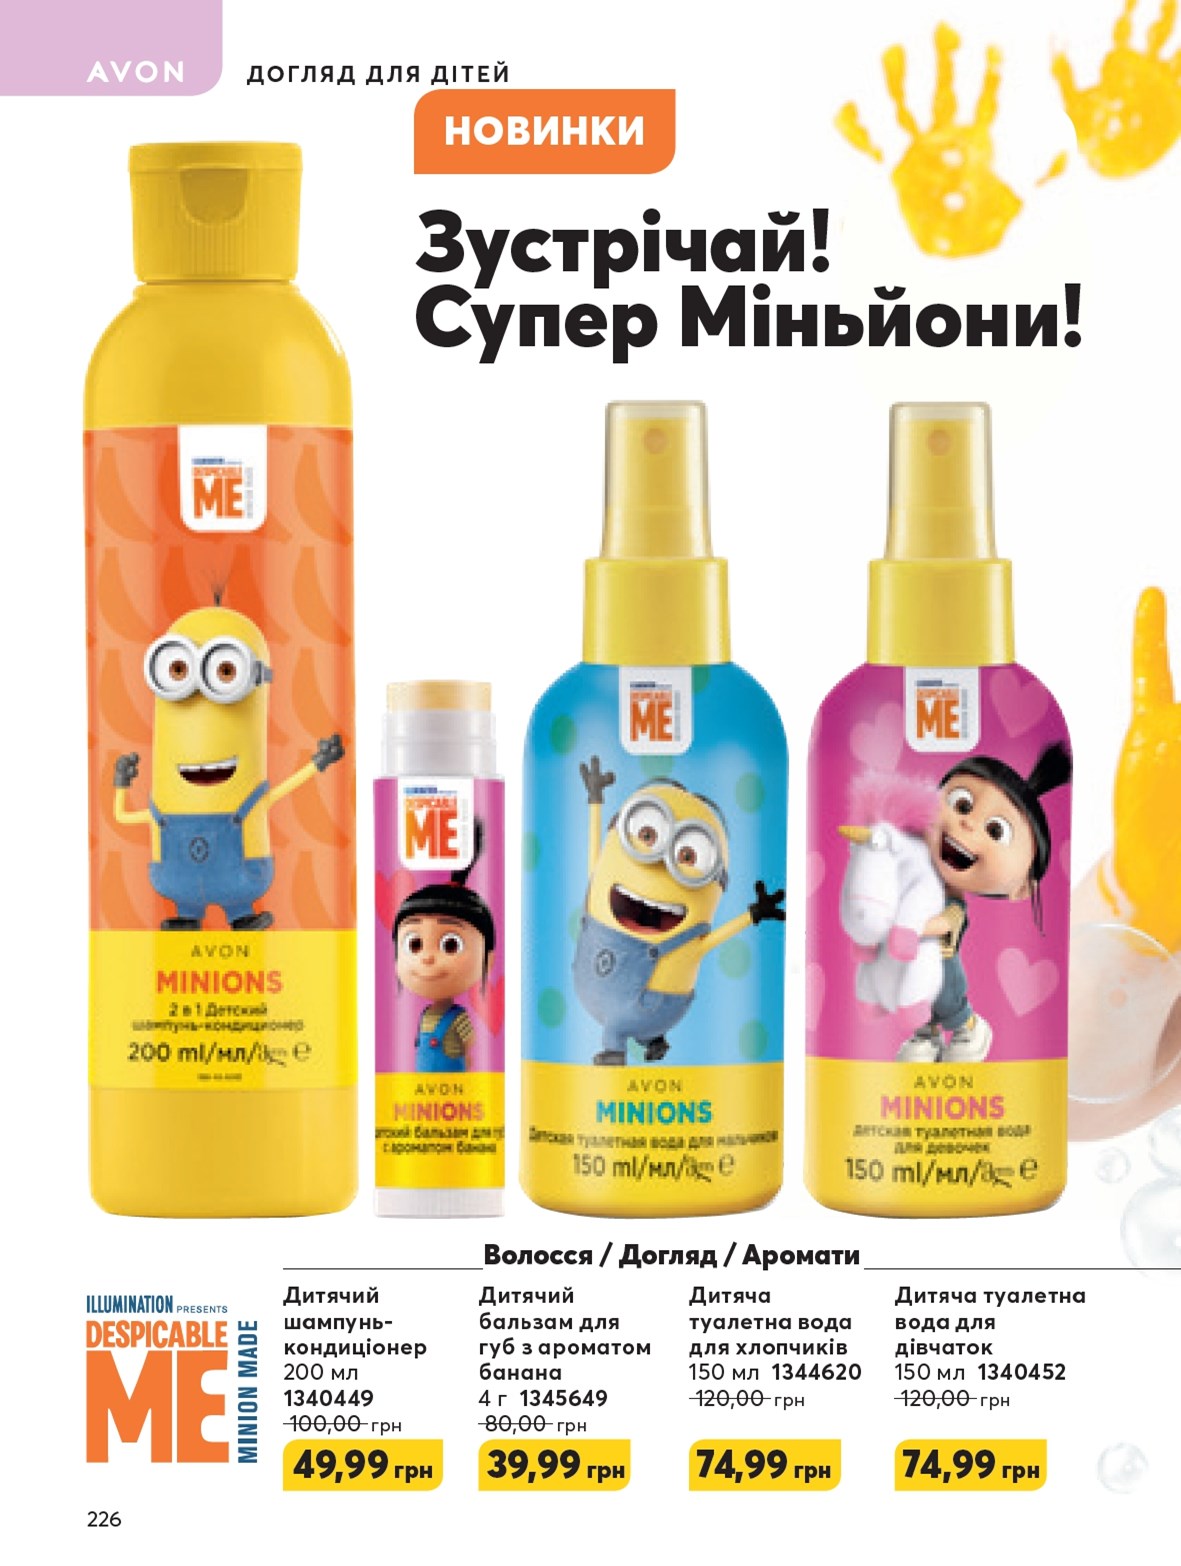 AVON
ДОГЛЯД ДЛЯ ДІТЕЙ
НОВИНКИ
Зустрічай!
Супер Міньйони!
DESPICABLE
ME
AVON
MINIONS
2 в 1 Детский
шампунь-кондиционер
200 ml/мл/
DESPICABLE
ME
AVON
MINIONS
бальзам для
с ароматом банана
DESPICABLE
ME
AVON
MINIONS
Детская туалетная вода для мальчиков
150 ml/мл/
DESPICABLE
ME
AVON
MINIONS
Детская туалетная вода
для девочек
150 ml/мл/
Волосся / Догляд / Аромати
ILLUMINATION PRESENTS
DESPICABLE
ME
MINION MADE
Дитячий
шампунь-
кондиціонер
200 мл
1340449
100,00 грн
49,99 грн
Дитячий
бальзам для
губ з ароматом
банана
4 г 1345649
80,00 грн
39,99 грн
Дитяча
туалетна вода
для хлопчиків
150 мл 1344620
120,00 грн
74,99 грн
Дитяча туалетна
вода для
дівчаток
150 мл 1340452
120,00 грн
74,99 грн
226